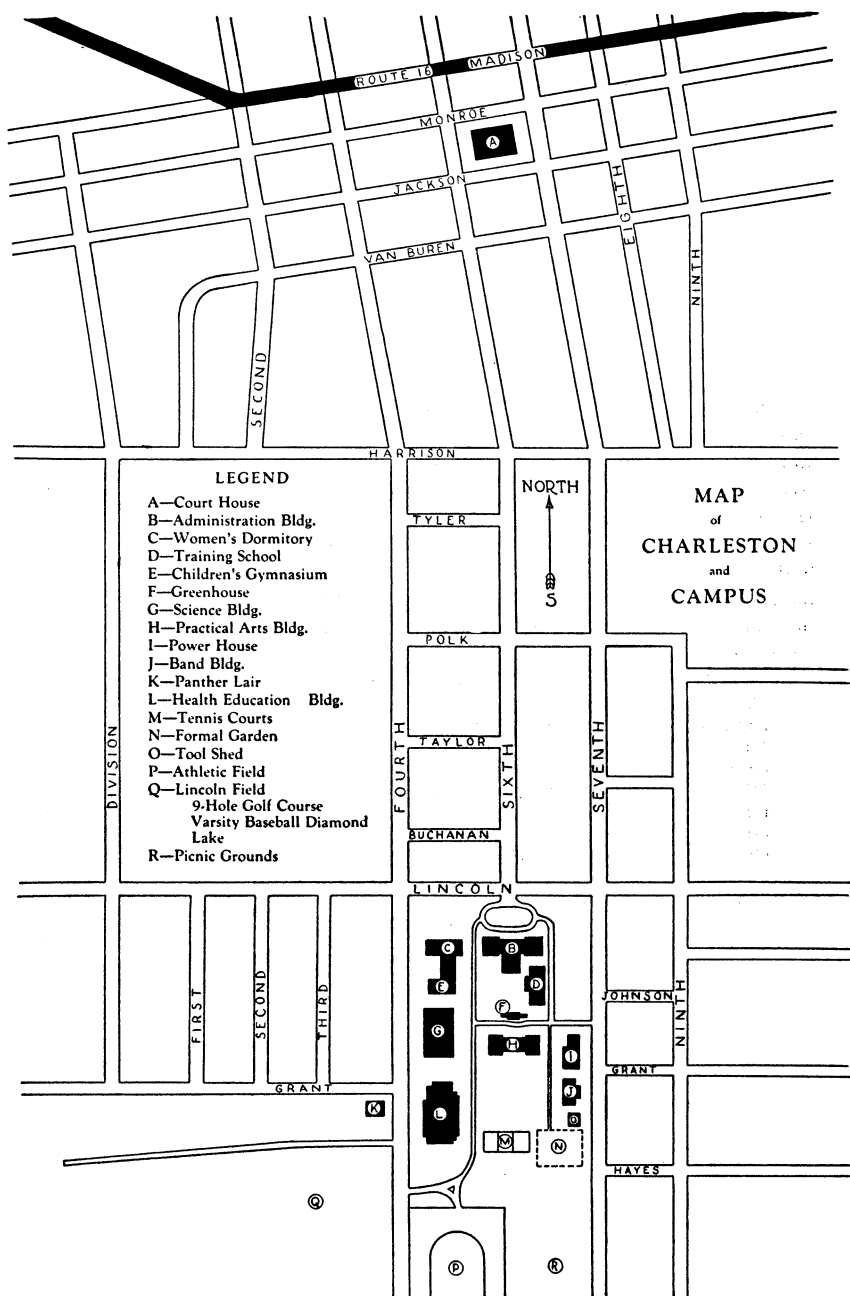 ROUTE 16
MADISON
MONROE
A
JACKSON
VAN BUREN
EIGHTH
NINTH
SECOND
HARRISON
LEGEND
A—Court House
B—Administration Bldg.
C—Women's Dormitory
D—Training School
E—Children's Gymnasium
F—Greenhouse
G—Science Bldg.
H—Practical Arts Bldg.
I—Power House
J—Band Bldg.
K—Panther Lair
L—Health Education Bldg.
M—Tennis Courts
N—Formal Garden
O—Tool Shed
P—Athletic Field
Q—Lincoln Field
9-Hole Golf Course
Varsity Baseball Diamond
Lake
R—Picnic Grounds
NORTH
S
MAP
of
CHARLESTON
and
CAMPUS
TYLER
POLK
TAYLOR
BUCHANAN
DIVISION
FOURTH
SIXTH
SEVENTH
LINCOLN
FIRST
SECOND
THIRD
C
B
E
D
F
G
H
I
J
O
K
L
M
N
JOHNSON
NINTH
GRANT
GRANT
HAYES
Q
P
R